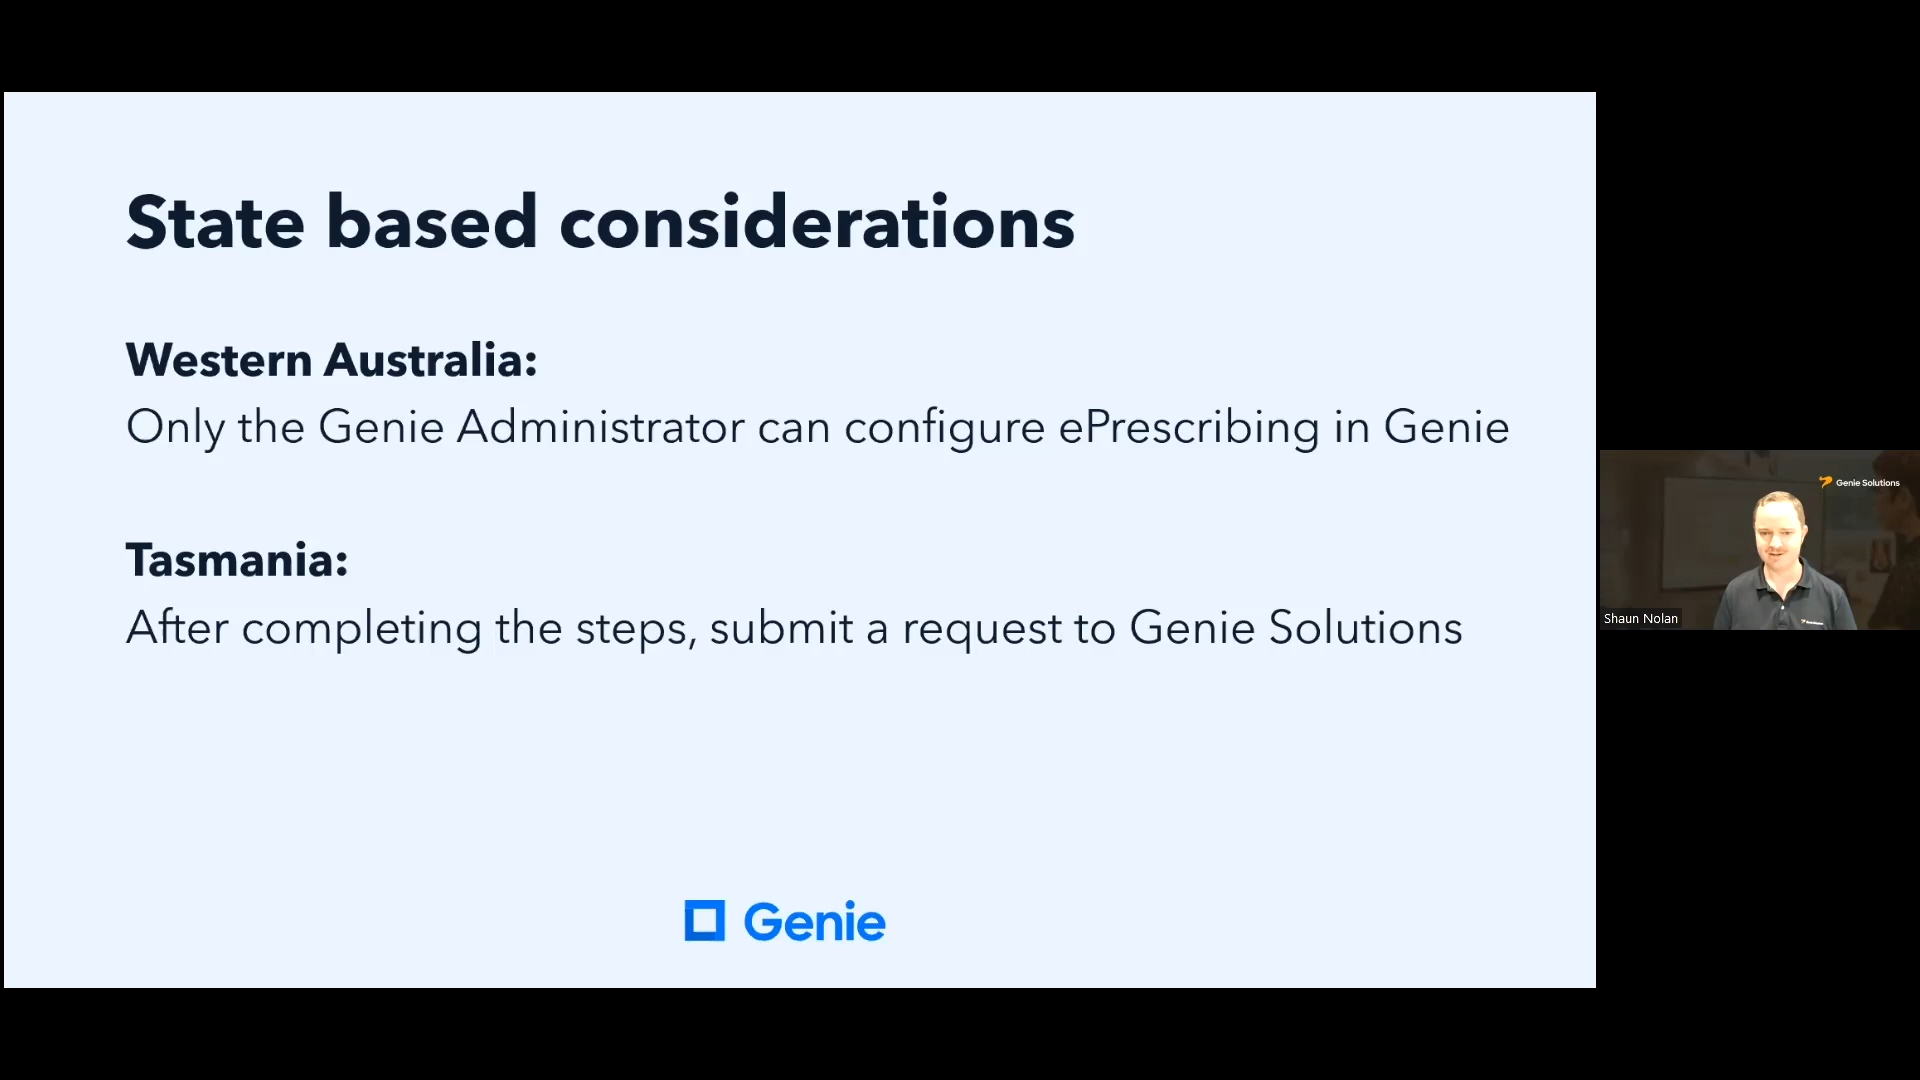 State based considerations
Western Australia:
Only the Genie Administrator can configure ePrescribing in Genie
Tasmania:
After completing the steps, submit a request to Genie Solutions
Genie
Genie Solutions
Shaun Nolan